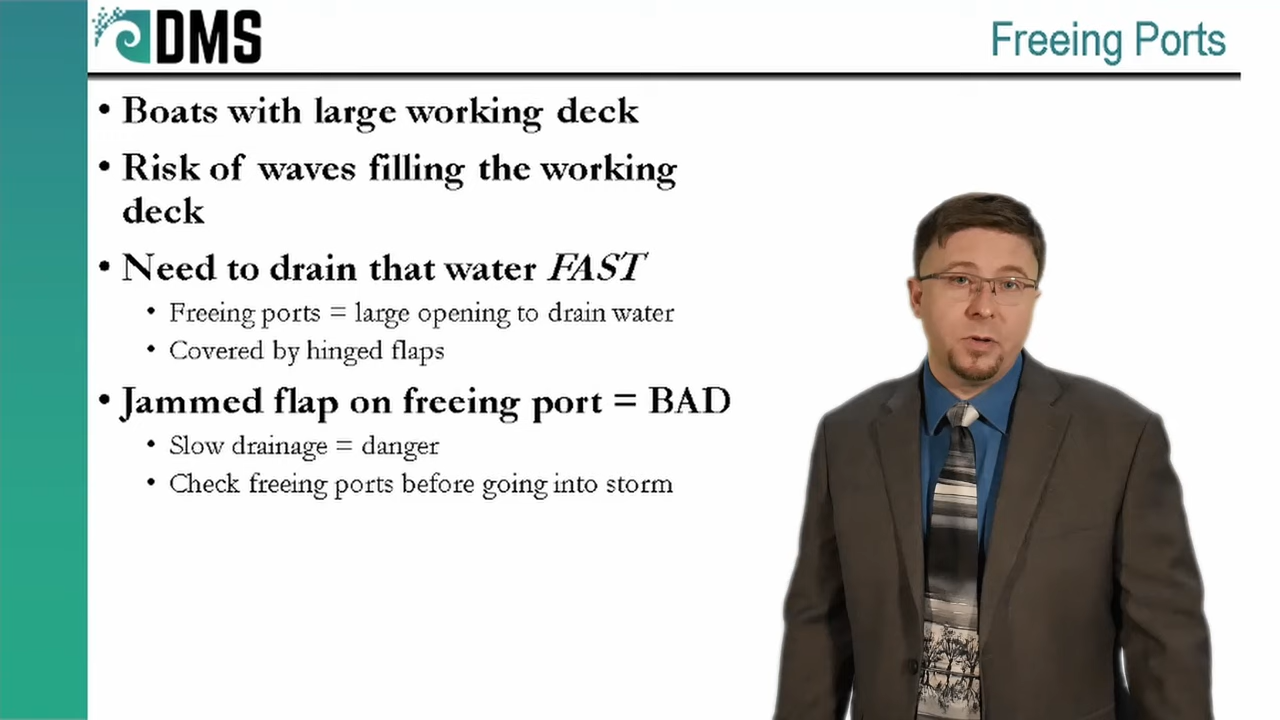 DMS
Freeing Ports
• Boats with large working deck
• Risk of waves filling the working
deck
• Need to drain that water FAST
• Freeing ports = large opening to drain water
• Covered by hinged flaps
• Jammed flap on freeing port = BAD
• Slow drainage = danger
• Check freeing ports before going into storm